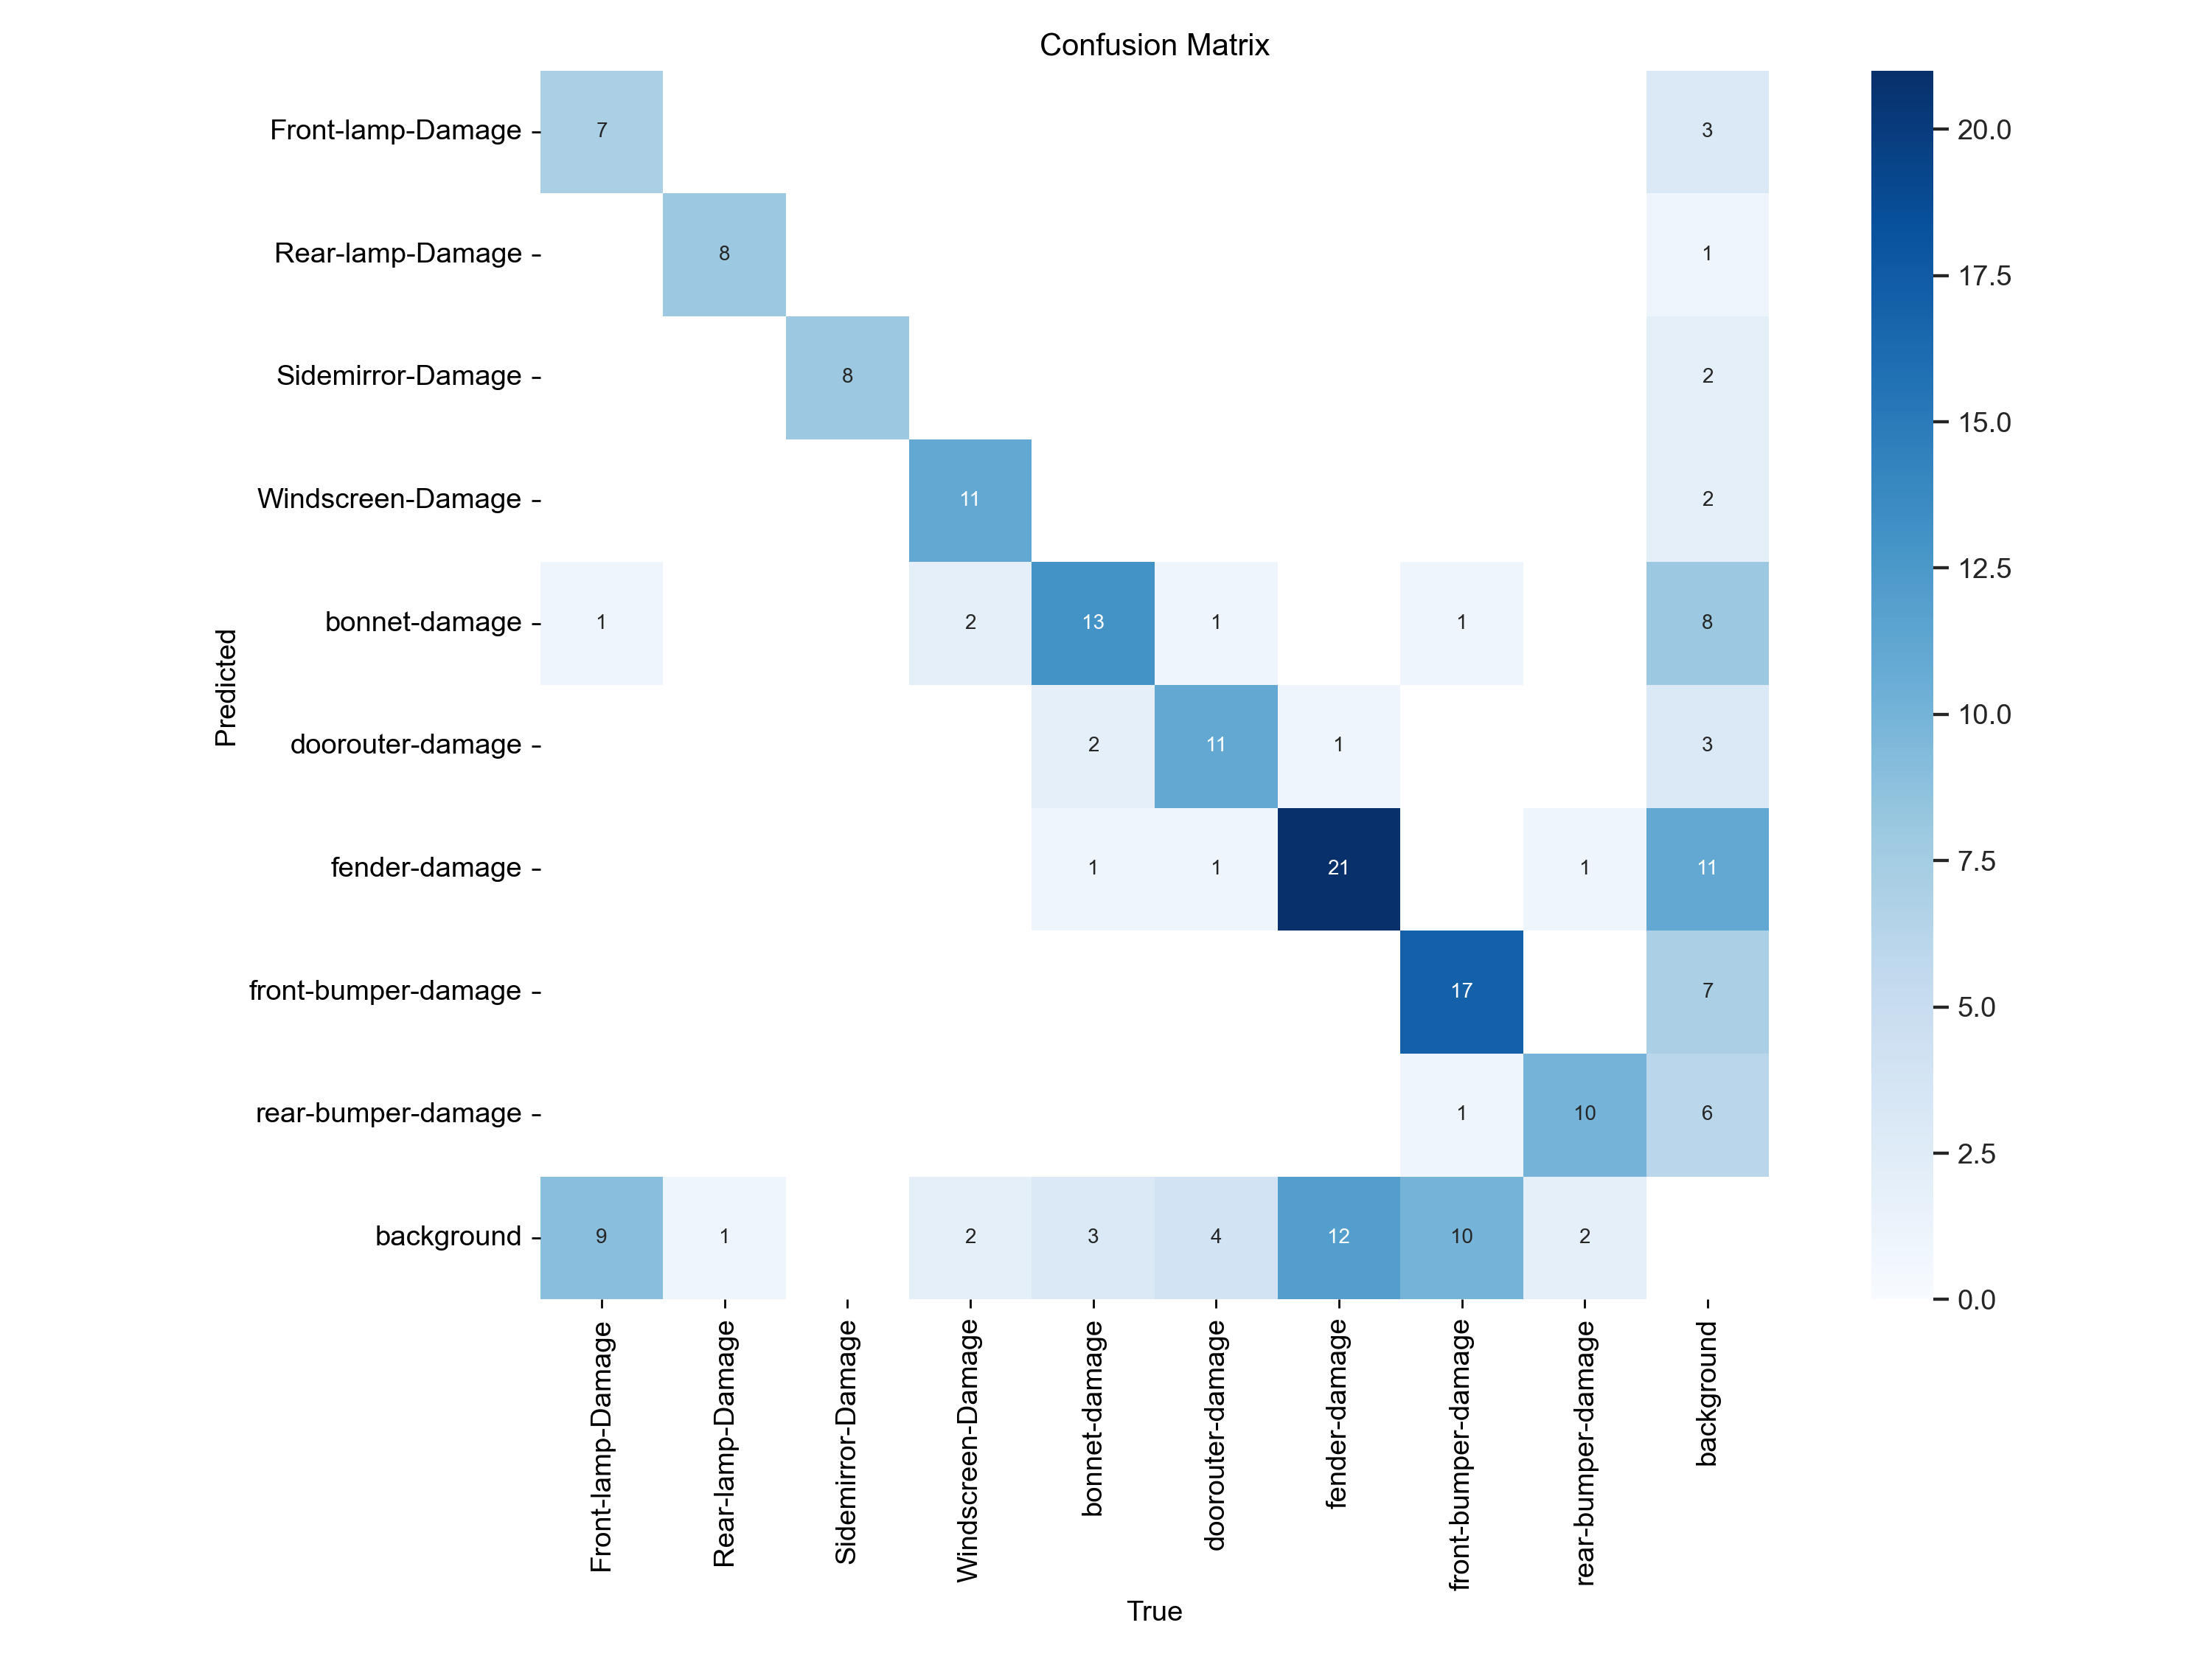 Confusion Matrix
Predicted
Front-lamp-Damage 7 3
Rear-lamp-Damage 8 1
Sidemirror-Damage 8 2
Windscreen-Damage 11 2
bonnet-damage 1 2 13 1 1 8
doorouter-damage 2 11 1 3
fender-damage 1 1 21 1 11
front-bumper-damage 17 7
rear-bumper-damage 1 10 6
background 9 1 2 3 4 12 10 2
Front-lamp-Damage
Rear-lamp-Damage
Sidemirror-Damage
Windscreen-Damage
bonnet-damage
doorouter-damage
fender-damage
front-bumper-damage
rear-bumper-damage
background
True
20.0
17.5
15.0
12.5
10.0
7.5
5.0
2.5
0.0